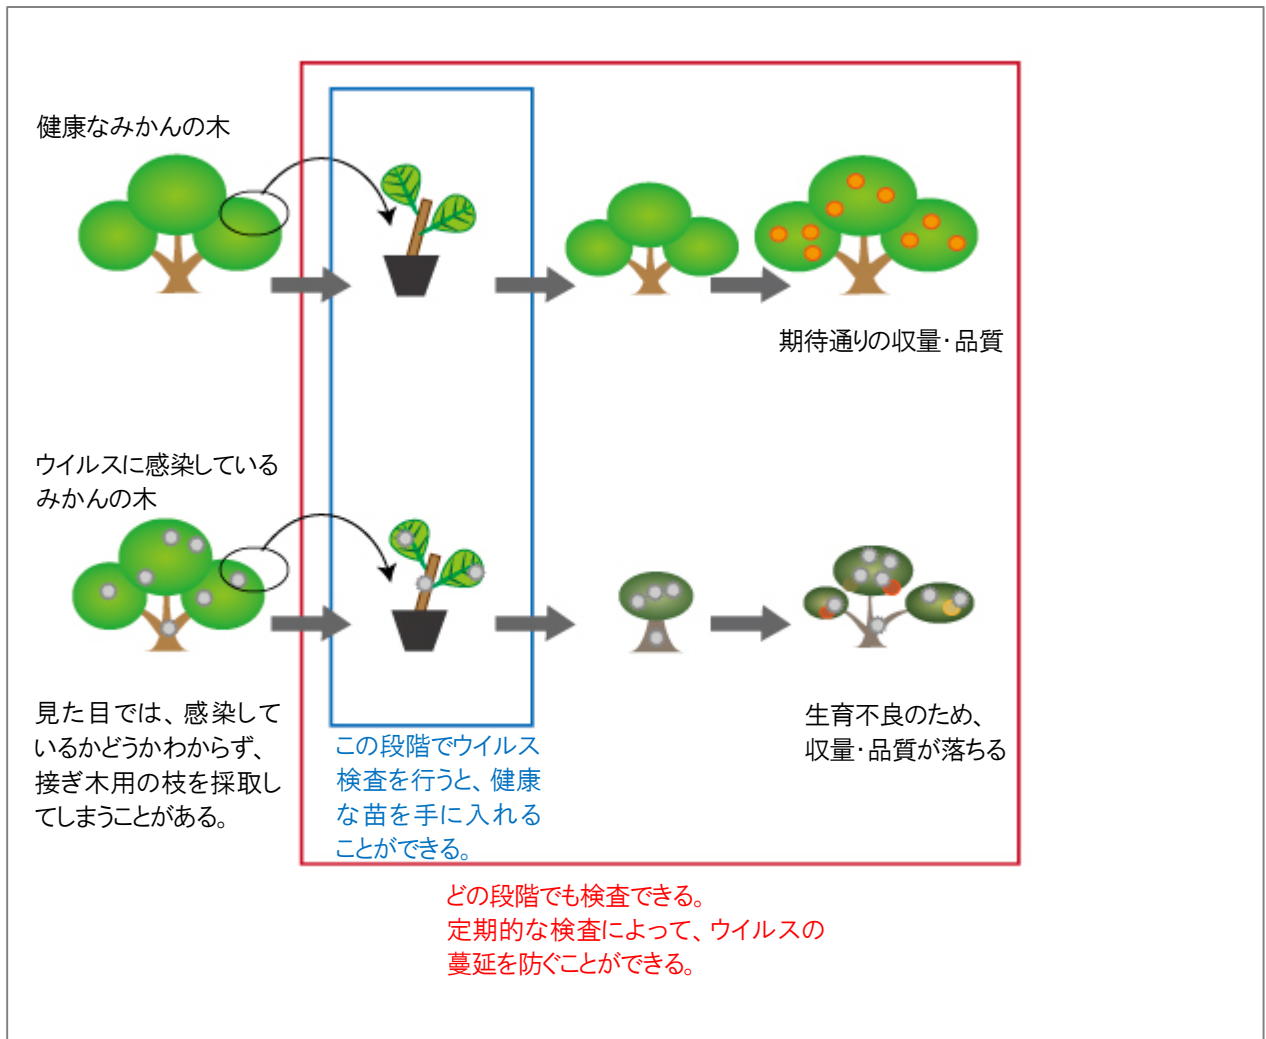 健康なみかんの木
期待通りの収量・品質
ウイルスに感染している
みかんの木
見た目では、感染して
いるかどうかわからず、
接ぎ木用の枝を採取し
てしまうことがある。
この段階でウイルス
検査を行うと、健康
な苗を手に入れる
ことができる。
生育不良のため、
収量・品質が落ちる
どの段階でも検査できる。
定期的な検査によって、ウイルスの
蔓延を防ぐことができる。